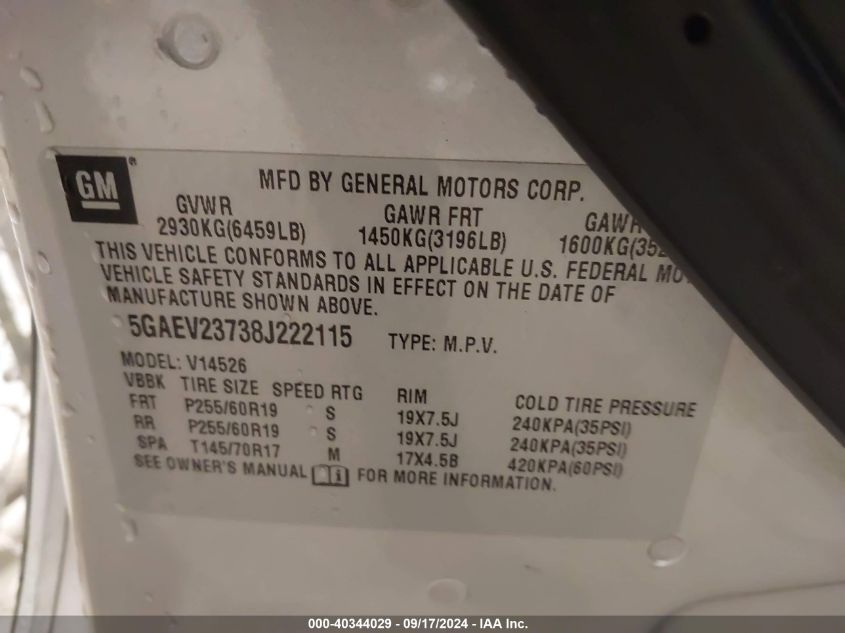 GM ®
MFD BY GENERAL MOTORS CORP.
GVWR GAWR FRT GAWR
2930KG(6459LB) 1450KG(3196LB) 1600KG(352
THIS VEHICLE CONFORMS TO ALL APPLICABLE U.S. FEDERAL MO
VEHICLE SAFETY STANDARDS IN EFFECT ON THE DATE OF
MANUFACTURE SHOWN ABOVE.
5GAEV23738J222115 TYPE: M.P.V.
MODEL: V14526
VBBK TIRE SIZE SPEED RTG RIM COLD TIRE PRESSURE
FRT P255/60R19 S 19X7.5J 240KPA(35PSI)
RR P255/60R19 S 19X7.5J 240KPA(35PSI)
SPA T145/70R17 M 17X4.5B 420KPA(60PSI)
SEE OWNER'S MANUAL FOR MORE INFORMATION.
000-40344029 - 09/17/2024 - IAA Inc.